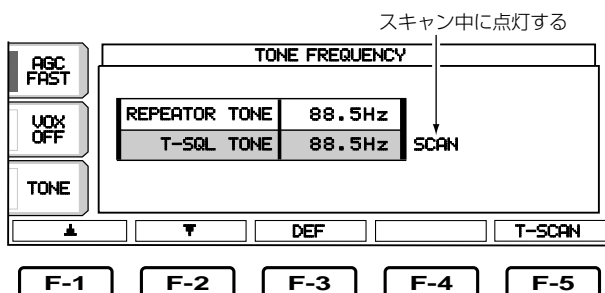 スキャン中に点灯する
AGC
FAST
VOX
OFF
TONE
TONE FREQUENCY
REPEATOR TONE 88.5Hz
T-SQL TONE 88.5Hz SCAN
▲ ▼ DEF T-SCAN
F-1 F-2 F-3 F-4 F-5